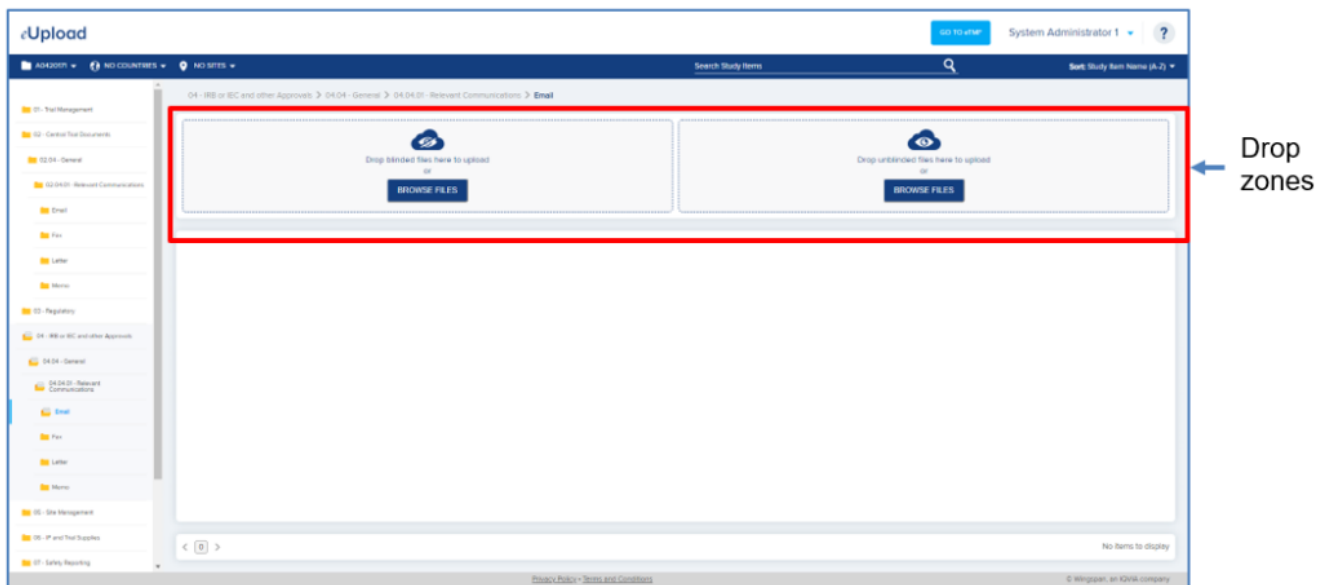 eUpload
GO TO eTMF
System Administrator 1
?
A0420171
NO COUNTRIES
NO SITES
Search Study Items
Sort: Study Item Name (A-Z)
04 - IRB or IEC and other Approvals > 04.04 - General > 04.04.01 - Relevant Communications > Email
01 - Trial Management
02 - Central Trial Documents
02.04 - General
02.04.01 - Relevant Communications
Email
Fax
Letter
Memo
03 - Regulatory
04 - IRB or IEC and other Approvals
04.04 - General
04.04.01 - Relevant
Communications
Email
Fax
Letter
Memo
05 - Site Management
06 - IP and Trial Supplies
07 - Safety Reporting
Drop blinded files here to upload
or
BROWSE FILES
Drop unblinded files here to upload
or
BROWSE FILES
Drop
zones
< 0 >
No items to display
Privacy Policy - Terms and Conditions
© Wingspan, an IQVIA company